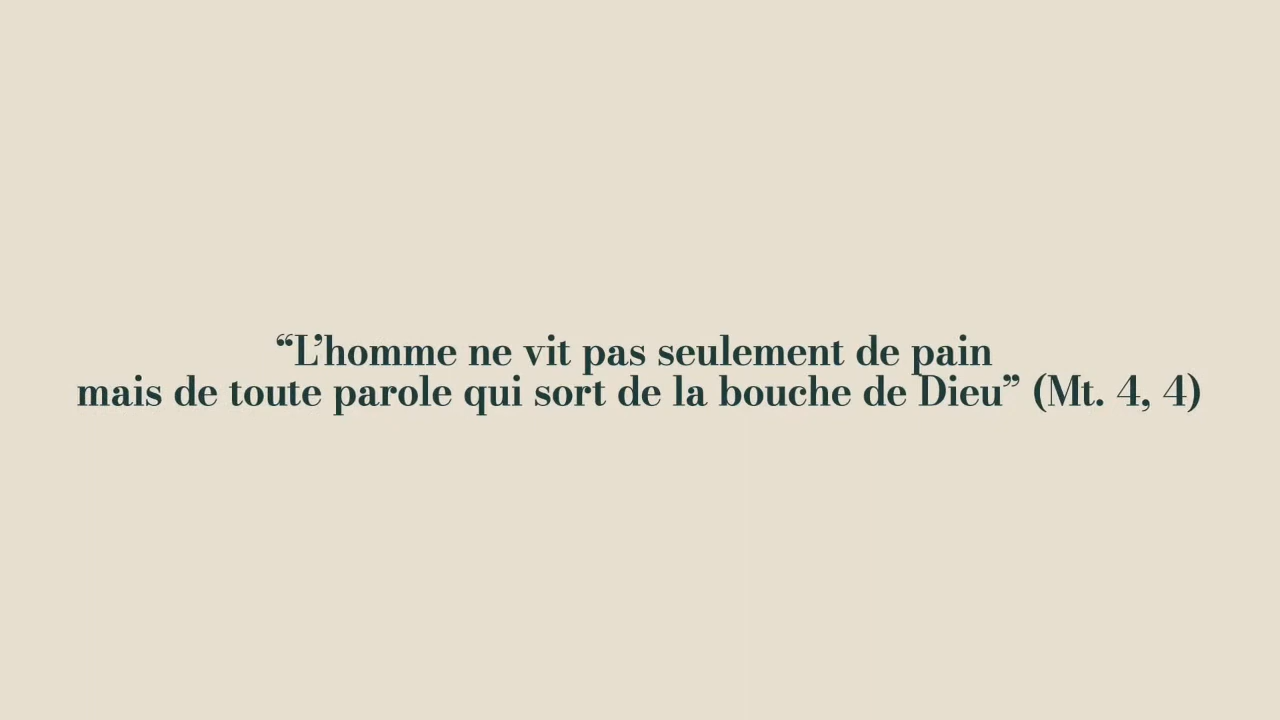 “L’homme ne vit pas seulement de pain
mais de toute parole qui sort de la bouche de Dieu” (Mt. 4, 4)